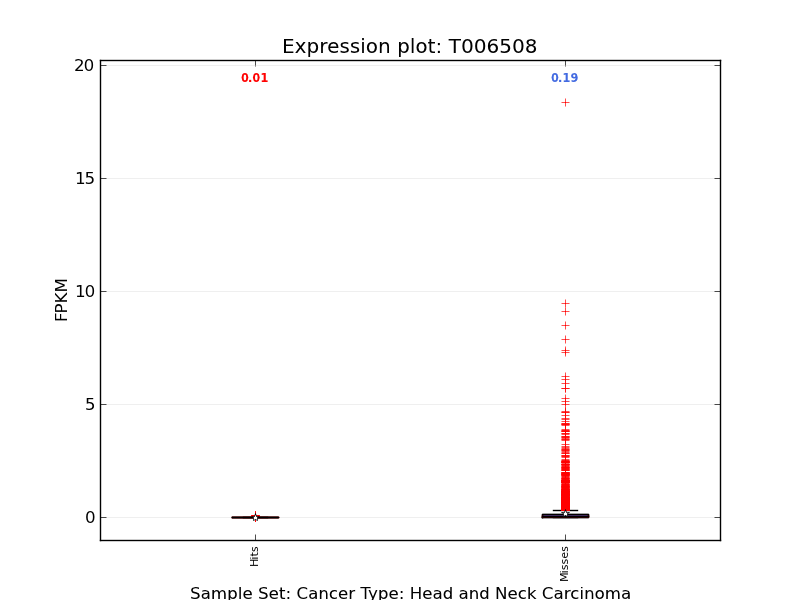 Expression plot: T006508
20
0.01
0.19
15
10
FPKM
5
0
Hits
Misses
Sample Set: Cancer Type: Head and Neck Carcinoma